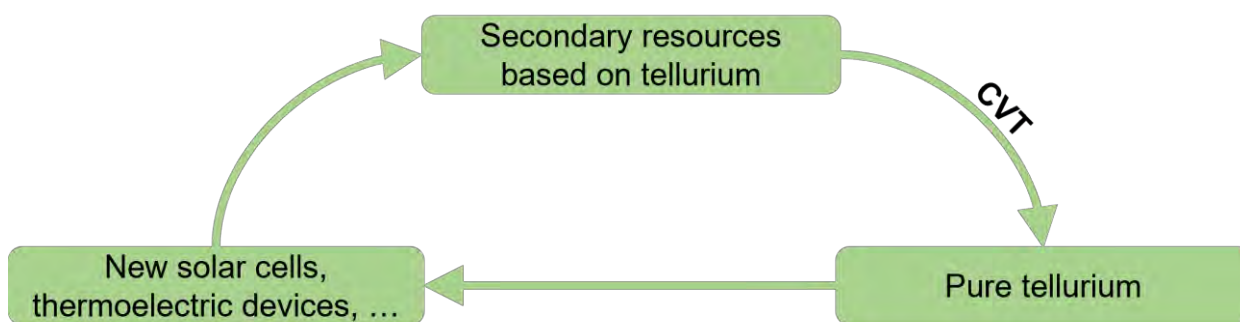 Secondary resources
based on tellurium
CVT
New solar cells,
thermoelectric devices, …
Pure tellurium